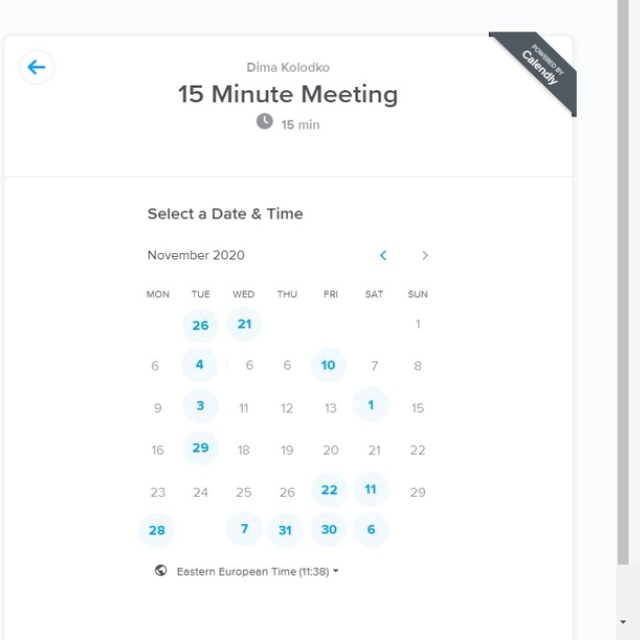 Dima Kolodko
15 Minute Meeting
15 min
POWERED BY
Calendly
Select a Date & Time
November 2020
MON TUE WED THU FRI SAT SUN
26 21 1
6 4 6 6 10 7 8
9 3 11 12 13 1 15
16 29 18 19 20 21 22
23 24 25 26 22 11 29
28 7 31 30 6
Eastern European Time (11:38)